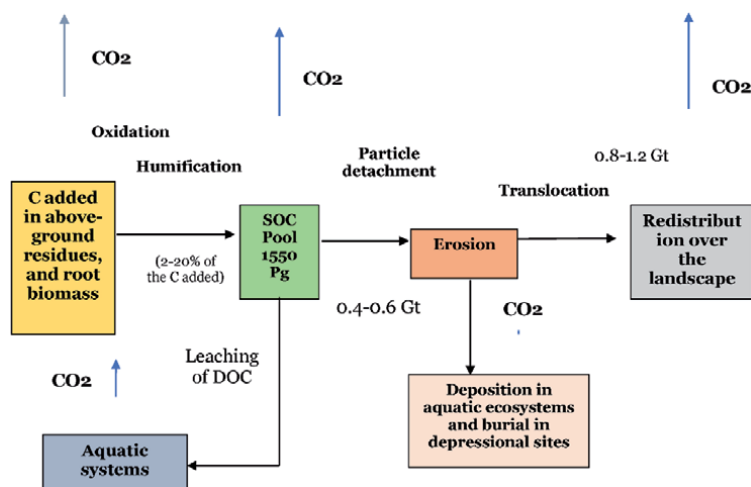 CO2
CO2
CO2
Oxidation
Humification
Particle
detachment
0.8-1.2 Gt
Translocation
C added
in above-
ground
residues,
and root
biomass
(2-20% of
the C added)
SOC
Pool
1550
Pg
Erosion
Redistribut
ion over
the
landscape
0.4-0.6 Gt
CO2
Leaching
of DOC
CO2
Deposition in
aquatic ecosystems
and burial in
depressional sites
Aquatic
systems